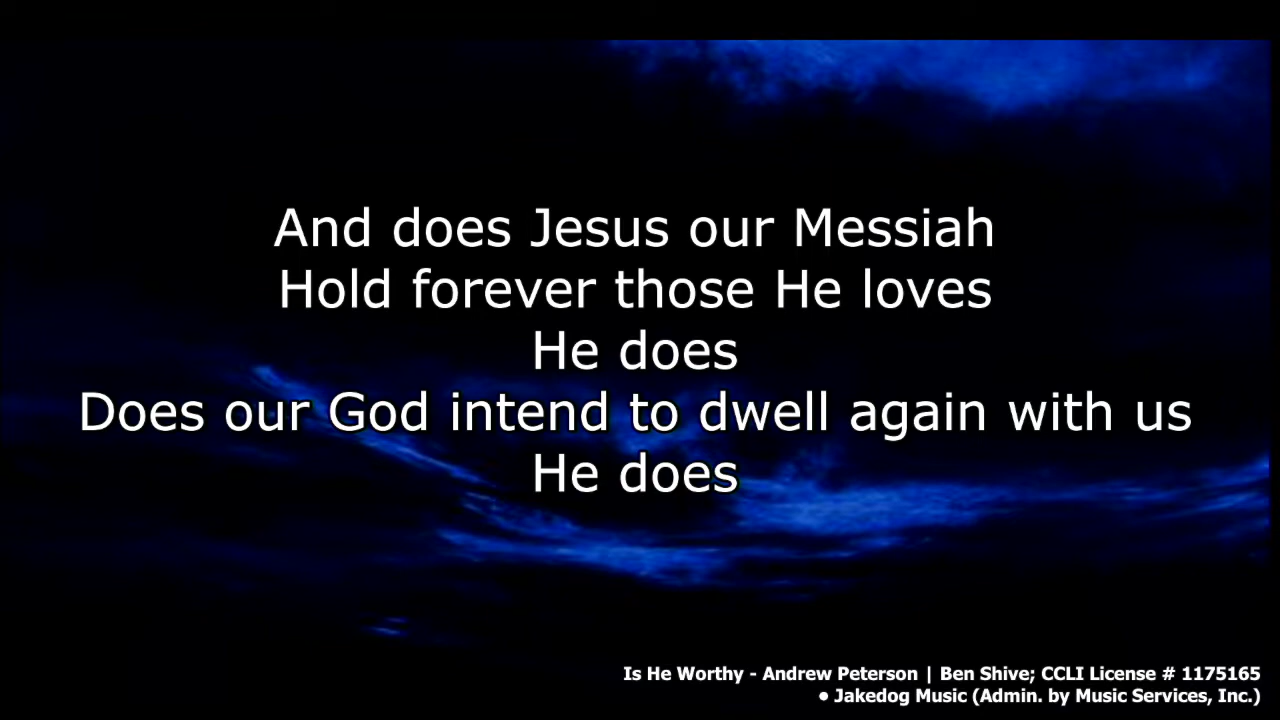 And does Jesus our Messiah
Hold forever those He loves
He does
Does our God intend to dwell again with us
He does
Is He Worthy - Andrew Peterson | Ben Shive; CCLI License # 1175165
• Jakedog Music (Admin. by Music Services, Inc.)